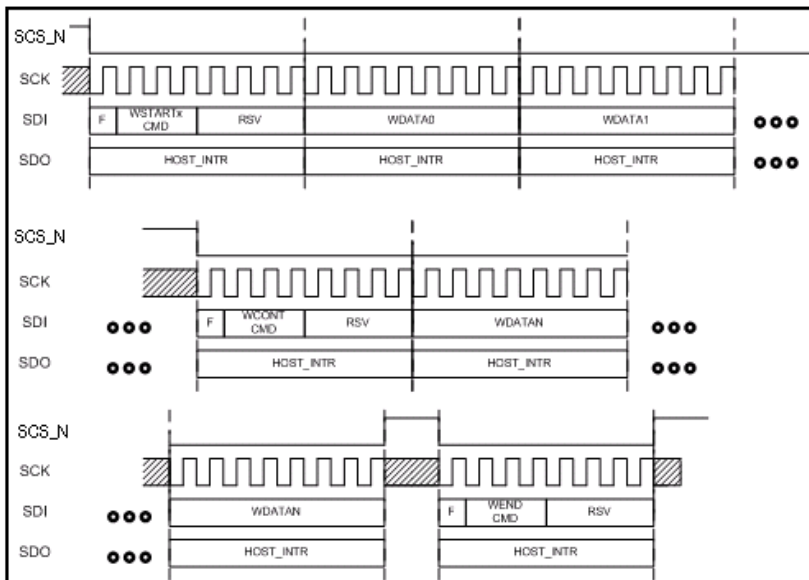 SCS_N
SCK
SDI F WSTARTx CMD RSV WDATA0 WDATA1
SDO HOST_INTR HOST_INTR HOST_INTR
SCS_N
SCK
SDI F WCONT CMD RSV WDATAN
SDO HOST_INTR HOST_INTR
SCS_N
SCK
SDI WDATAN F WEND CMD RSV
SDO HOST_INTR HOST_INTR